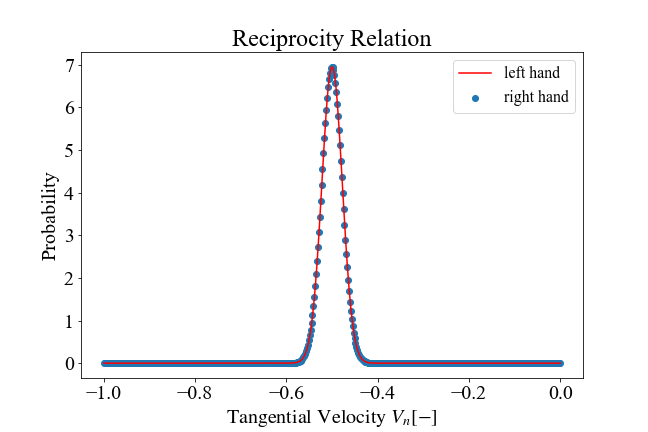 Reciprocity Relation
left hand
right hand
Probability
7
6
5
4
3
2
1
0
−1.0 −0.8 −0.6 −0.4 −0.2 0.0
Tangential Velocity Vn[−]